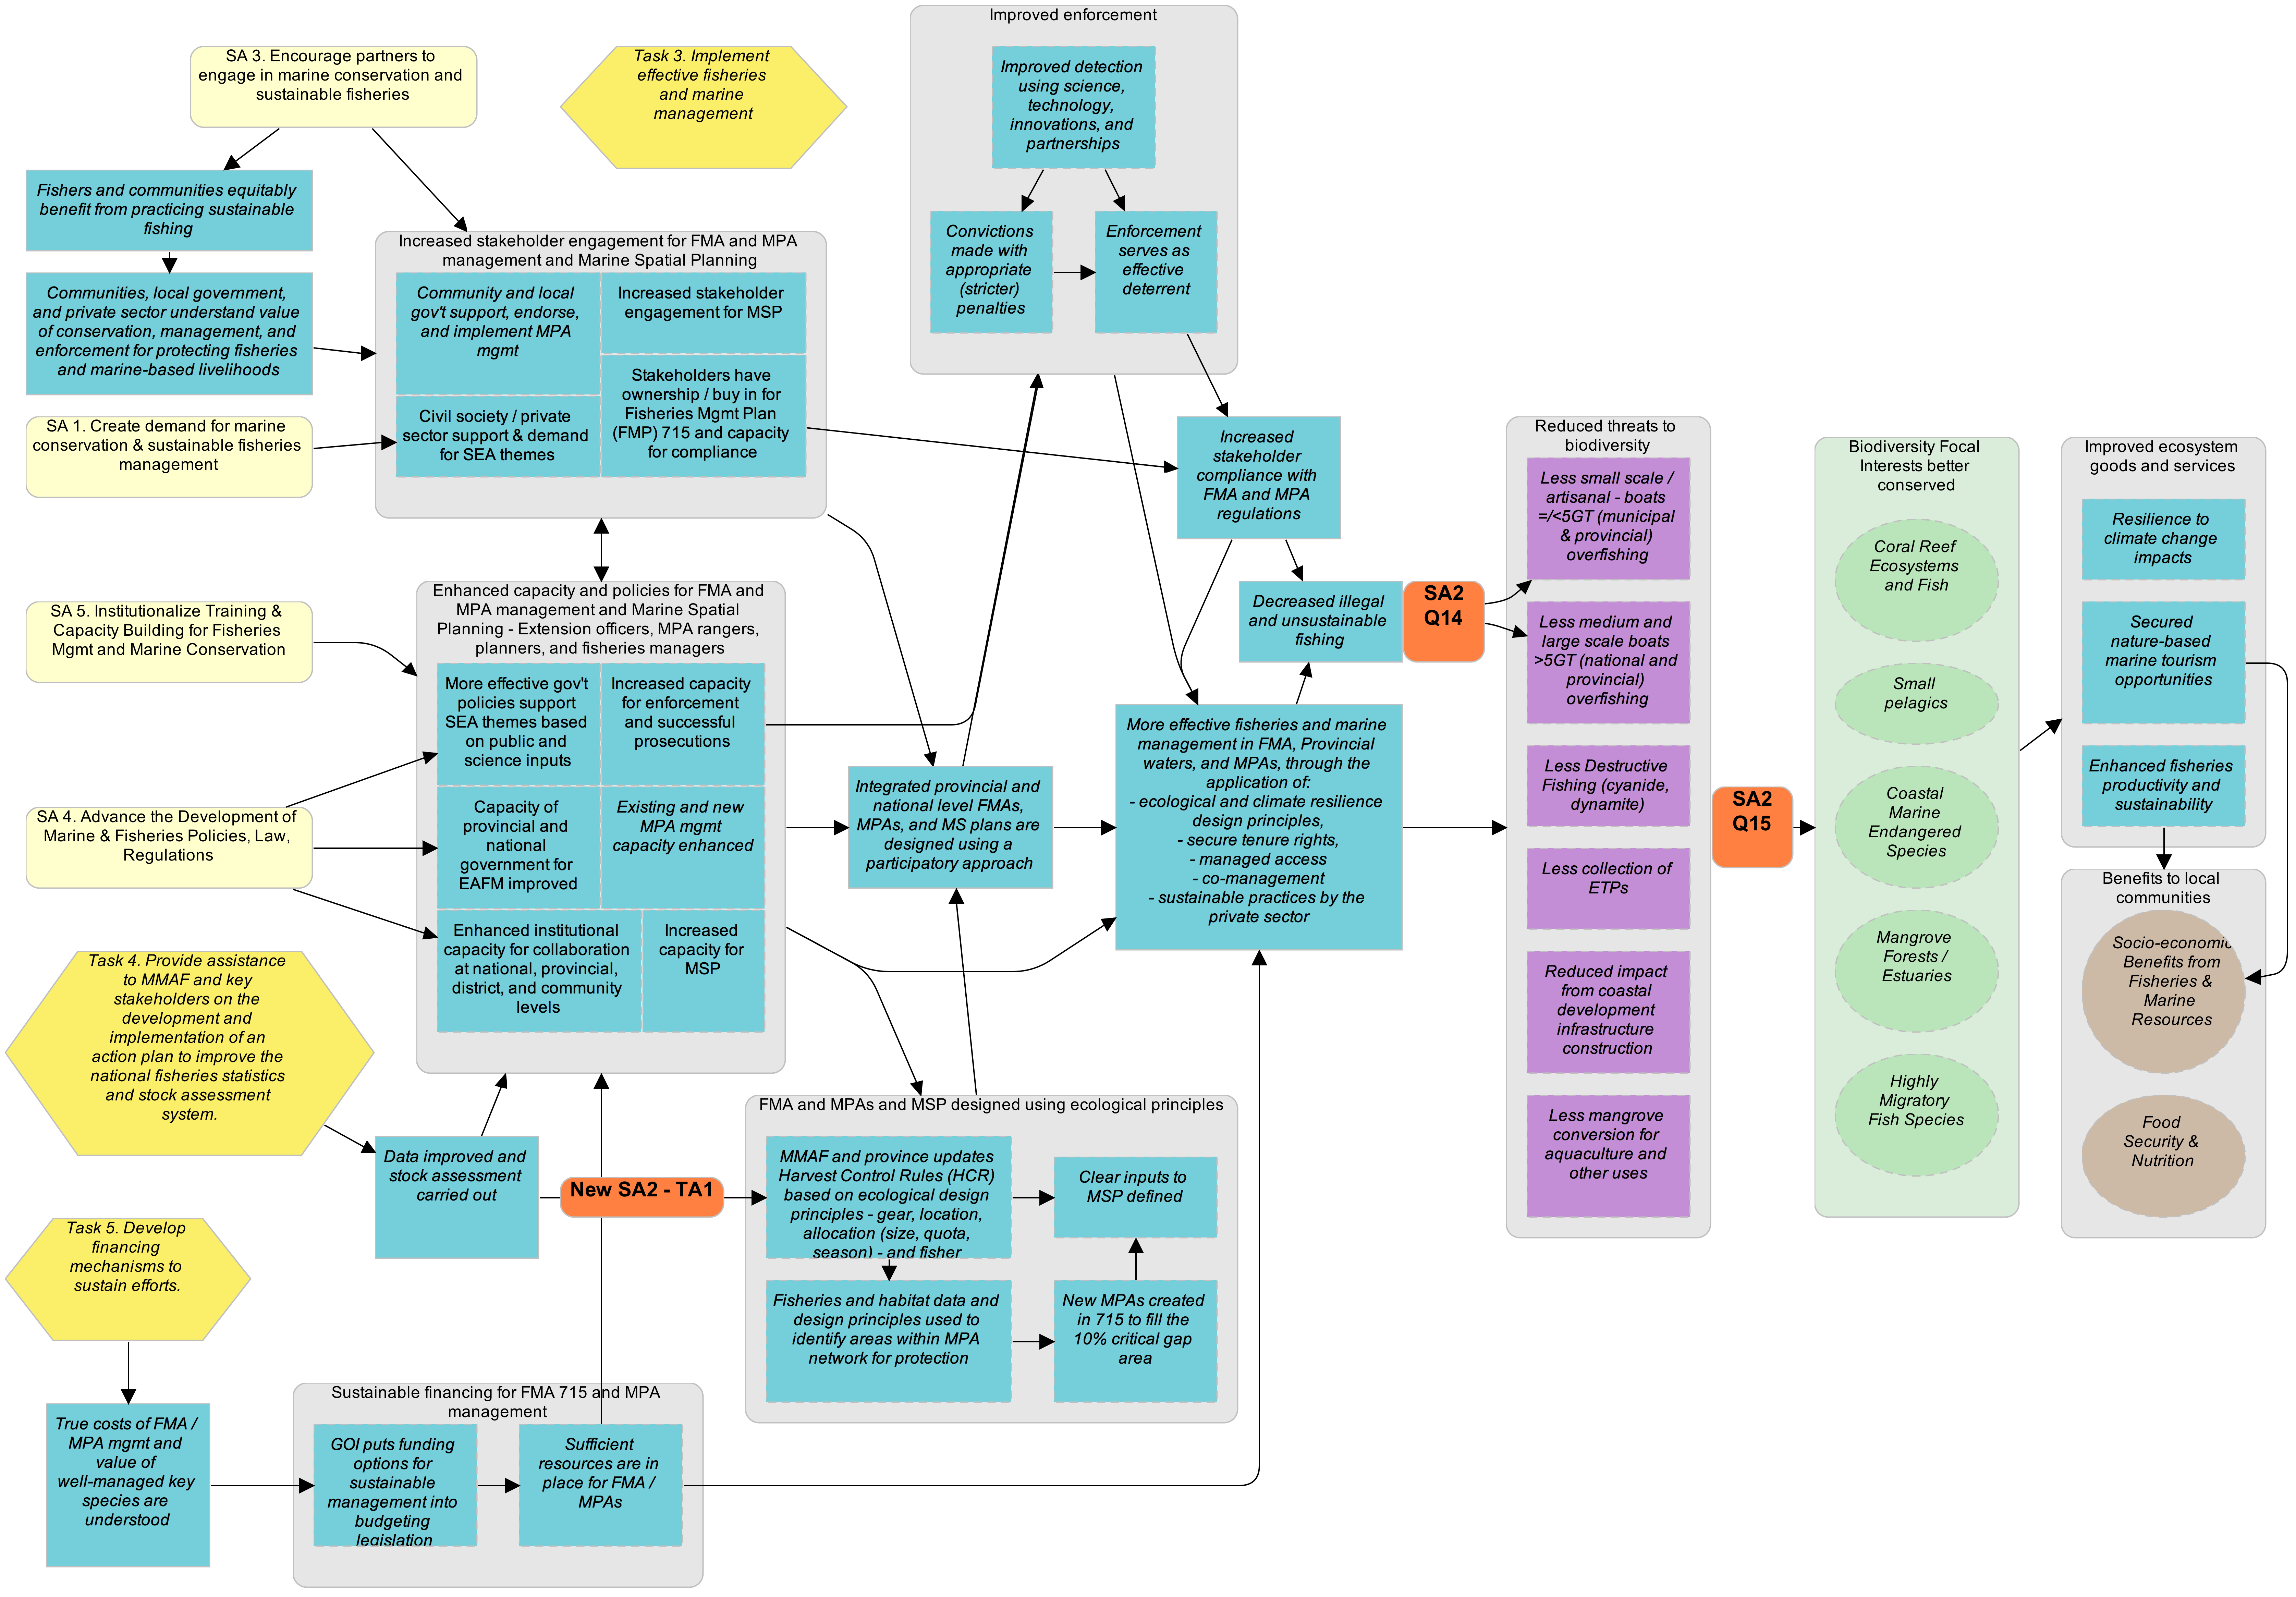 SA 3. Encourage partners to
engage in marine conservation and
sustainable fisheries
Task 3. Implement
effective fisheries
and marine
management
Fishers and communities equitably
benefit from practicing sustainable
fishing
Communities, local government,
and private sector understand value
of conservation, management, and
enforcement for protecting fisheries
and marine-based livelihoods
SA 1. Create demand for marine
conservation & sustainable fisheries
management
SA 5. Institutionalize Training &
Capacity Building for Fisheries
Mgmt and Marine Conservation
SA 4. Advance the Development of
Marine & Fisheries Policies, Law,
Regulations
Task 4. Provide assistance
to MMAF and key
stakeholders on the
development and
implementation of an
action plan to improve the
national fisheries statistics
and stock assessment
system.
Task 5. Develop
financing
mechanisms to
sustain efforts.
True costs of FMA /
MPA mgmt and
value of
well-managed key
species are
understood
Increased stakeholder engagement for FMA and MPA
management and Marine Spatial Planning
Community and local
gov't support, endorse,
and implement MPA
mgmt
Increased stakeholder
engagement for MSP
Civil society / private
sector support & demand
for SEA themes
Stakeholders have
ownership / buy in for
Fisheries Mgmt Plan
(FMP) 715 and capacity
for compliance
Enhanced capacity and policies for FMA and
MPA management and Marine Spatial
Planning - Extension officers, MPA rangers,
planners, and fisheries managers
More effective gov't
policies support
SEA themes based
on public and
science inputs
Increased capacity
for enforcement
and successful
prosecutions
Capacity of
provincial and
national
government for
EAFM improved
Existing and new
MPA mgmt
capacity enhanced
Enhanced institutional
capacity for collaboration
at national, provincial,
district, and community
levels
Increased
capacity for
MSP
Data improved and
stock assessment
carried out
New SA2 - TA1
Sustainable financing for FMA 715 and MPA
management
GOI puts funding
options for
sustainable
management into
budgeting
legislation
Sufficient
resources are in
place for FMA /
MPAs
Improved enforcement
Improved detection
using science,
technology,
innovations, and
partnerships
Convictions
made with
appropriate
(stricter)
penalties
Enforcement
serves as
effective
deterrent
Integrated provincial and
national level FMAs,
MPAs, and MS plans are
designed using a
participatory approach
FMA and MPAs and MSP designed using ecological principles
MMAF and province updates
Harvest Control Rules (HCR)
based on ecological design
principles - gear, location,
allocation (size, quota,
season) - and fisher
Clear inputs to
MSP defined
Fisheries and habitat data and
design principles used to
identify areas within MPA
network for protection
New MPAs created
in 715 to fill the
10% critical gap
area
Increased
stakeholder
compliance with
FMA and MPA
regulations
Decreased illegal
and unsustainable
fishing
SA2
Q14
More effective fisheries and marine
management in FMA, Provincial
waters, and MPAs, through the
application of:
- ecological and climate resilience
design principles,
- secure tenure rights,
- managed access
- co-management
- sustainable practices by the
private sector
Reduced threats to
biodiversity
Less small scale /
artisanal - boats
=/<5GT (municipal
& provincial)
overfishing
Less medium and
large scale boats
>5GT (national and
provincial)
overfishing
Less Destructive
Fishing (cyanide,
dynamite)
Less collection of
ETPs
Reduced impact
from coastal
development
infrastructure
construction
Less mangrove
conversion for
aquaculture and
other uses
SA2
Q15
Biodiversity Focal
Interests better
conserved
Coral Reef
Ecosystems
and Fish
Small
pelagics
Coastal
Marine
Endangered
Species
Mangrove
Forests /
Estuaries
Highly
Migratory
Fish Species
Improved ecosystem
goods and services
Resilience to
climate change
impacts
Secured
nature-based
marine tourism
opportunities
Enhanced fisheries
productivity and
sustainability
Benefits to local
communities
Socio-economic
Benefits from
Fisheries &
Marine
Resources
Food
Security &
Nutrition